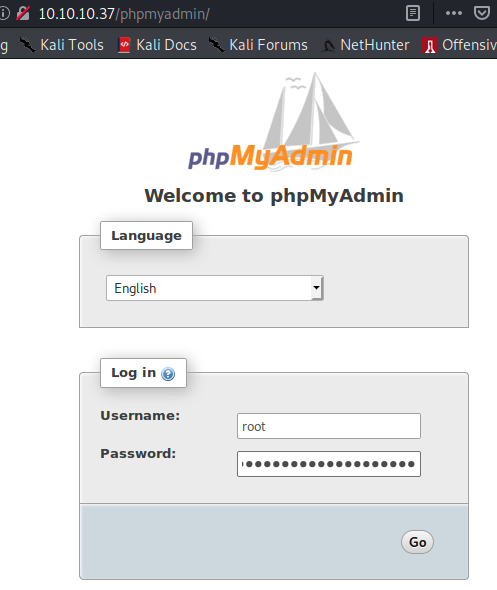 10.10.10.37/phpmyadmin/
g Kali Tools Kali Docs Kali Forums NetHunter Offensiv
phpMyAdmin
Welcome to phpMyAdmin
Language
English
Log in
Username:
root
Password:
Go